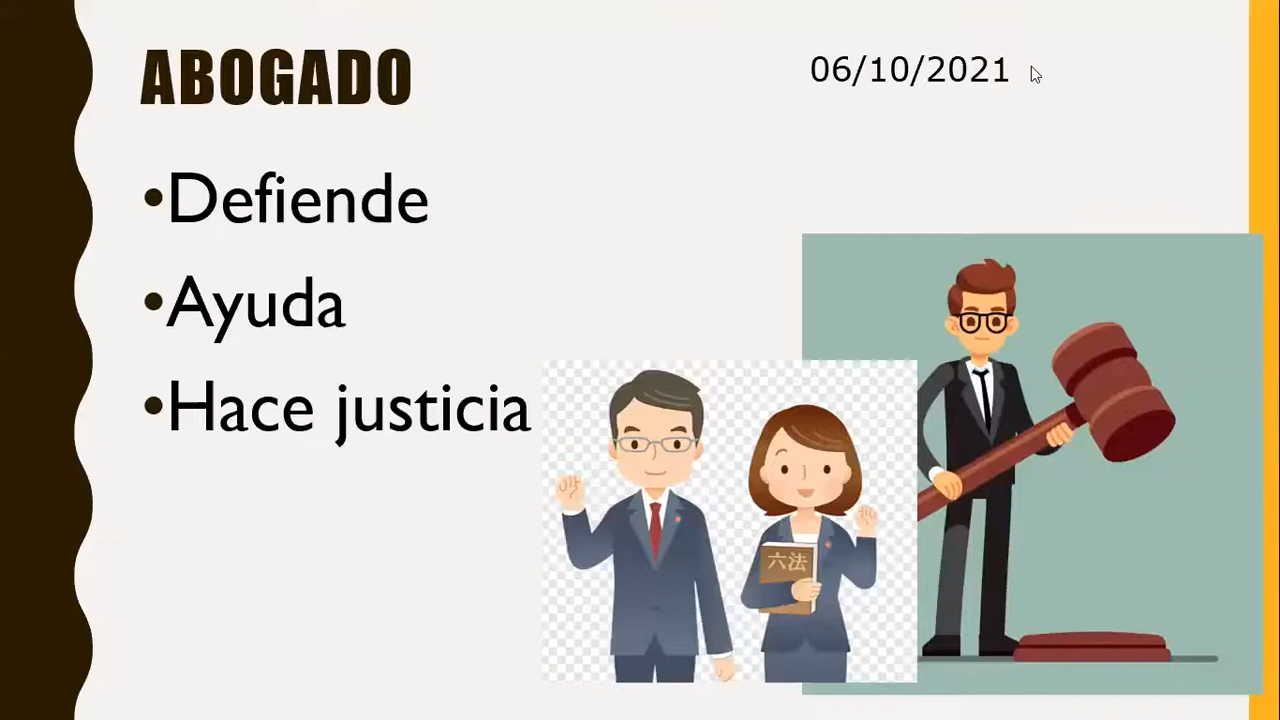 ABOGADO
06/10/2021
•Defiende
•Ayuda
•Hace justicia
六法